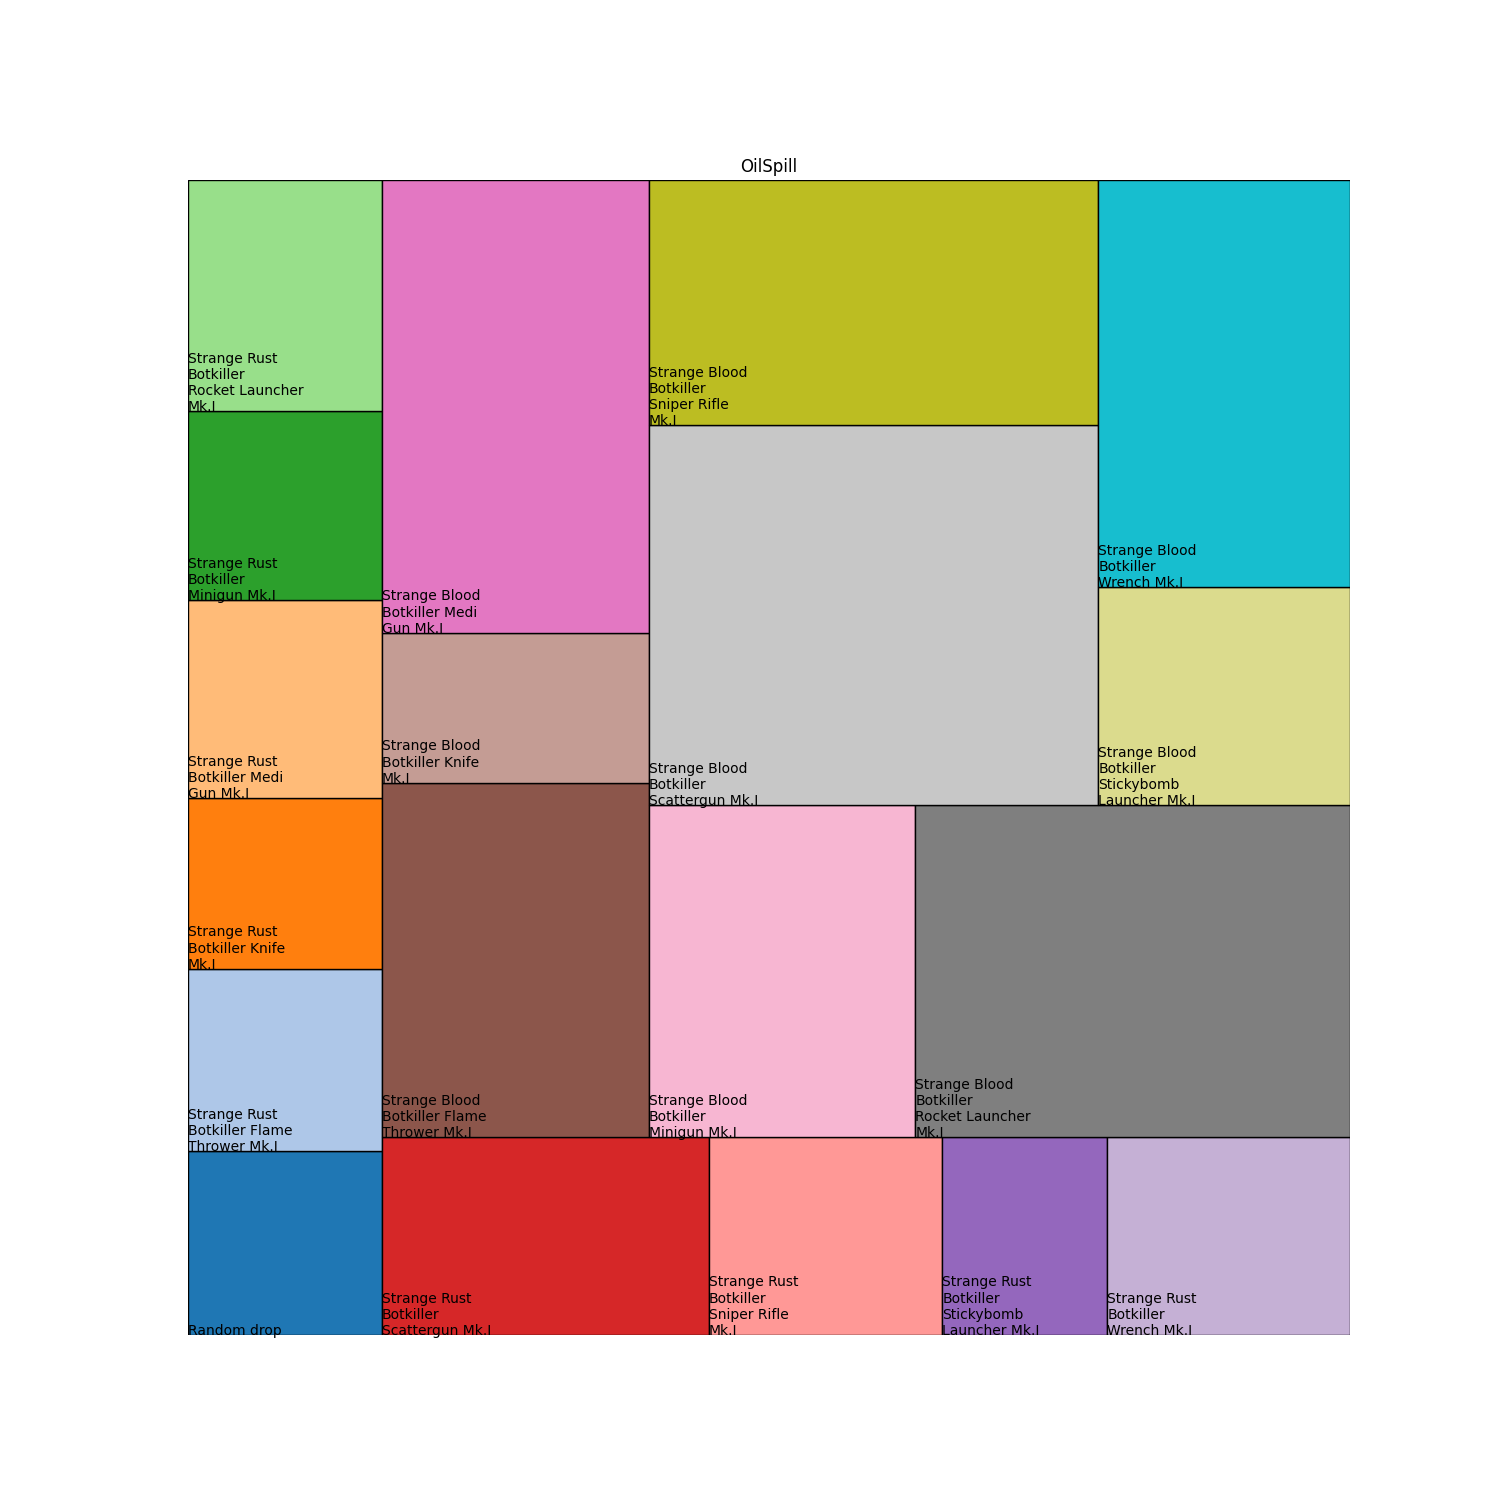 OilSpill
Strange Rust
Botkiller
Rocket Launcher
Mk.I
Strange Rust
Botkiller
Minigun Mk.I
Strange Rust
Botkiller Medi
Gun Mk.I
Strange Rust
Botkiller Knife
Mk.I
Strange Rust
Botkiller Flame
Thrower Mk.I
Random drop
Strange Blood
Botkiller Medi
Gun Mk.I
Strange Blood
Botkiller Knife
Mk.I
Strange Blood
Botkiller Flame
Thrower Mk.I
Strange Blood
Botkiller
Sniper Rifle
Mk.I
Strange Blood
Botkiller
Scattergun Mk.I
Strange Blood
Botkiller
Wrench Mk.I
Strange Blood
Botkiller
Stickybomb
Launcher Mk.I
Strange Blood
Botkiller
Minigun Mk.I
Strange Blood
Botkiller
Rocket Launcher
Mk.I
Strange Rust
Botkiller
Scattergun Mk.I
Strange Rust
Botkiller
Sniper Rifle
Mk.I
Strange Rust
Botkiller
Stickybomb
Launcher Mk.I
Strange Rust
Botkiller
Wrench Mk.I